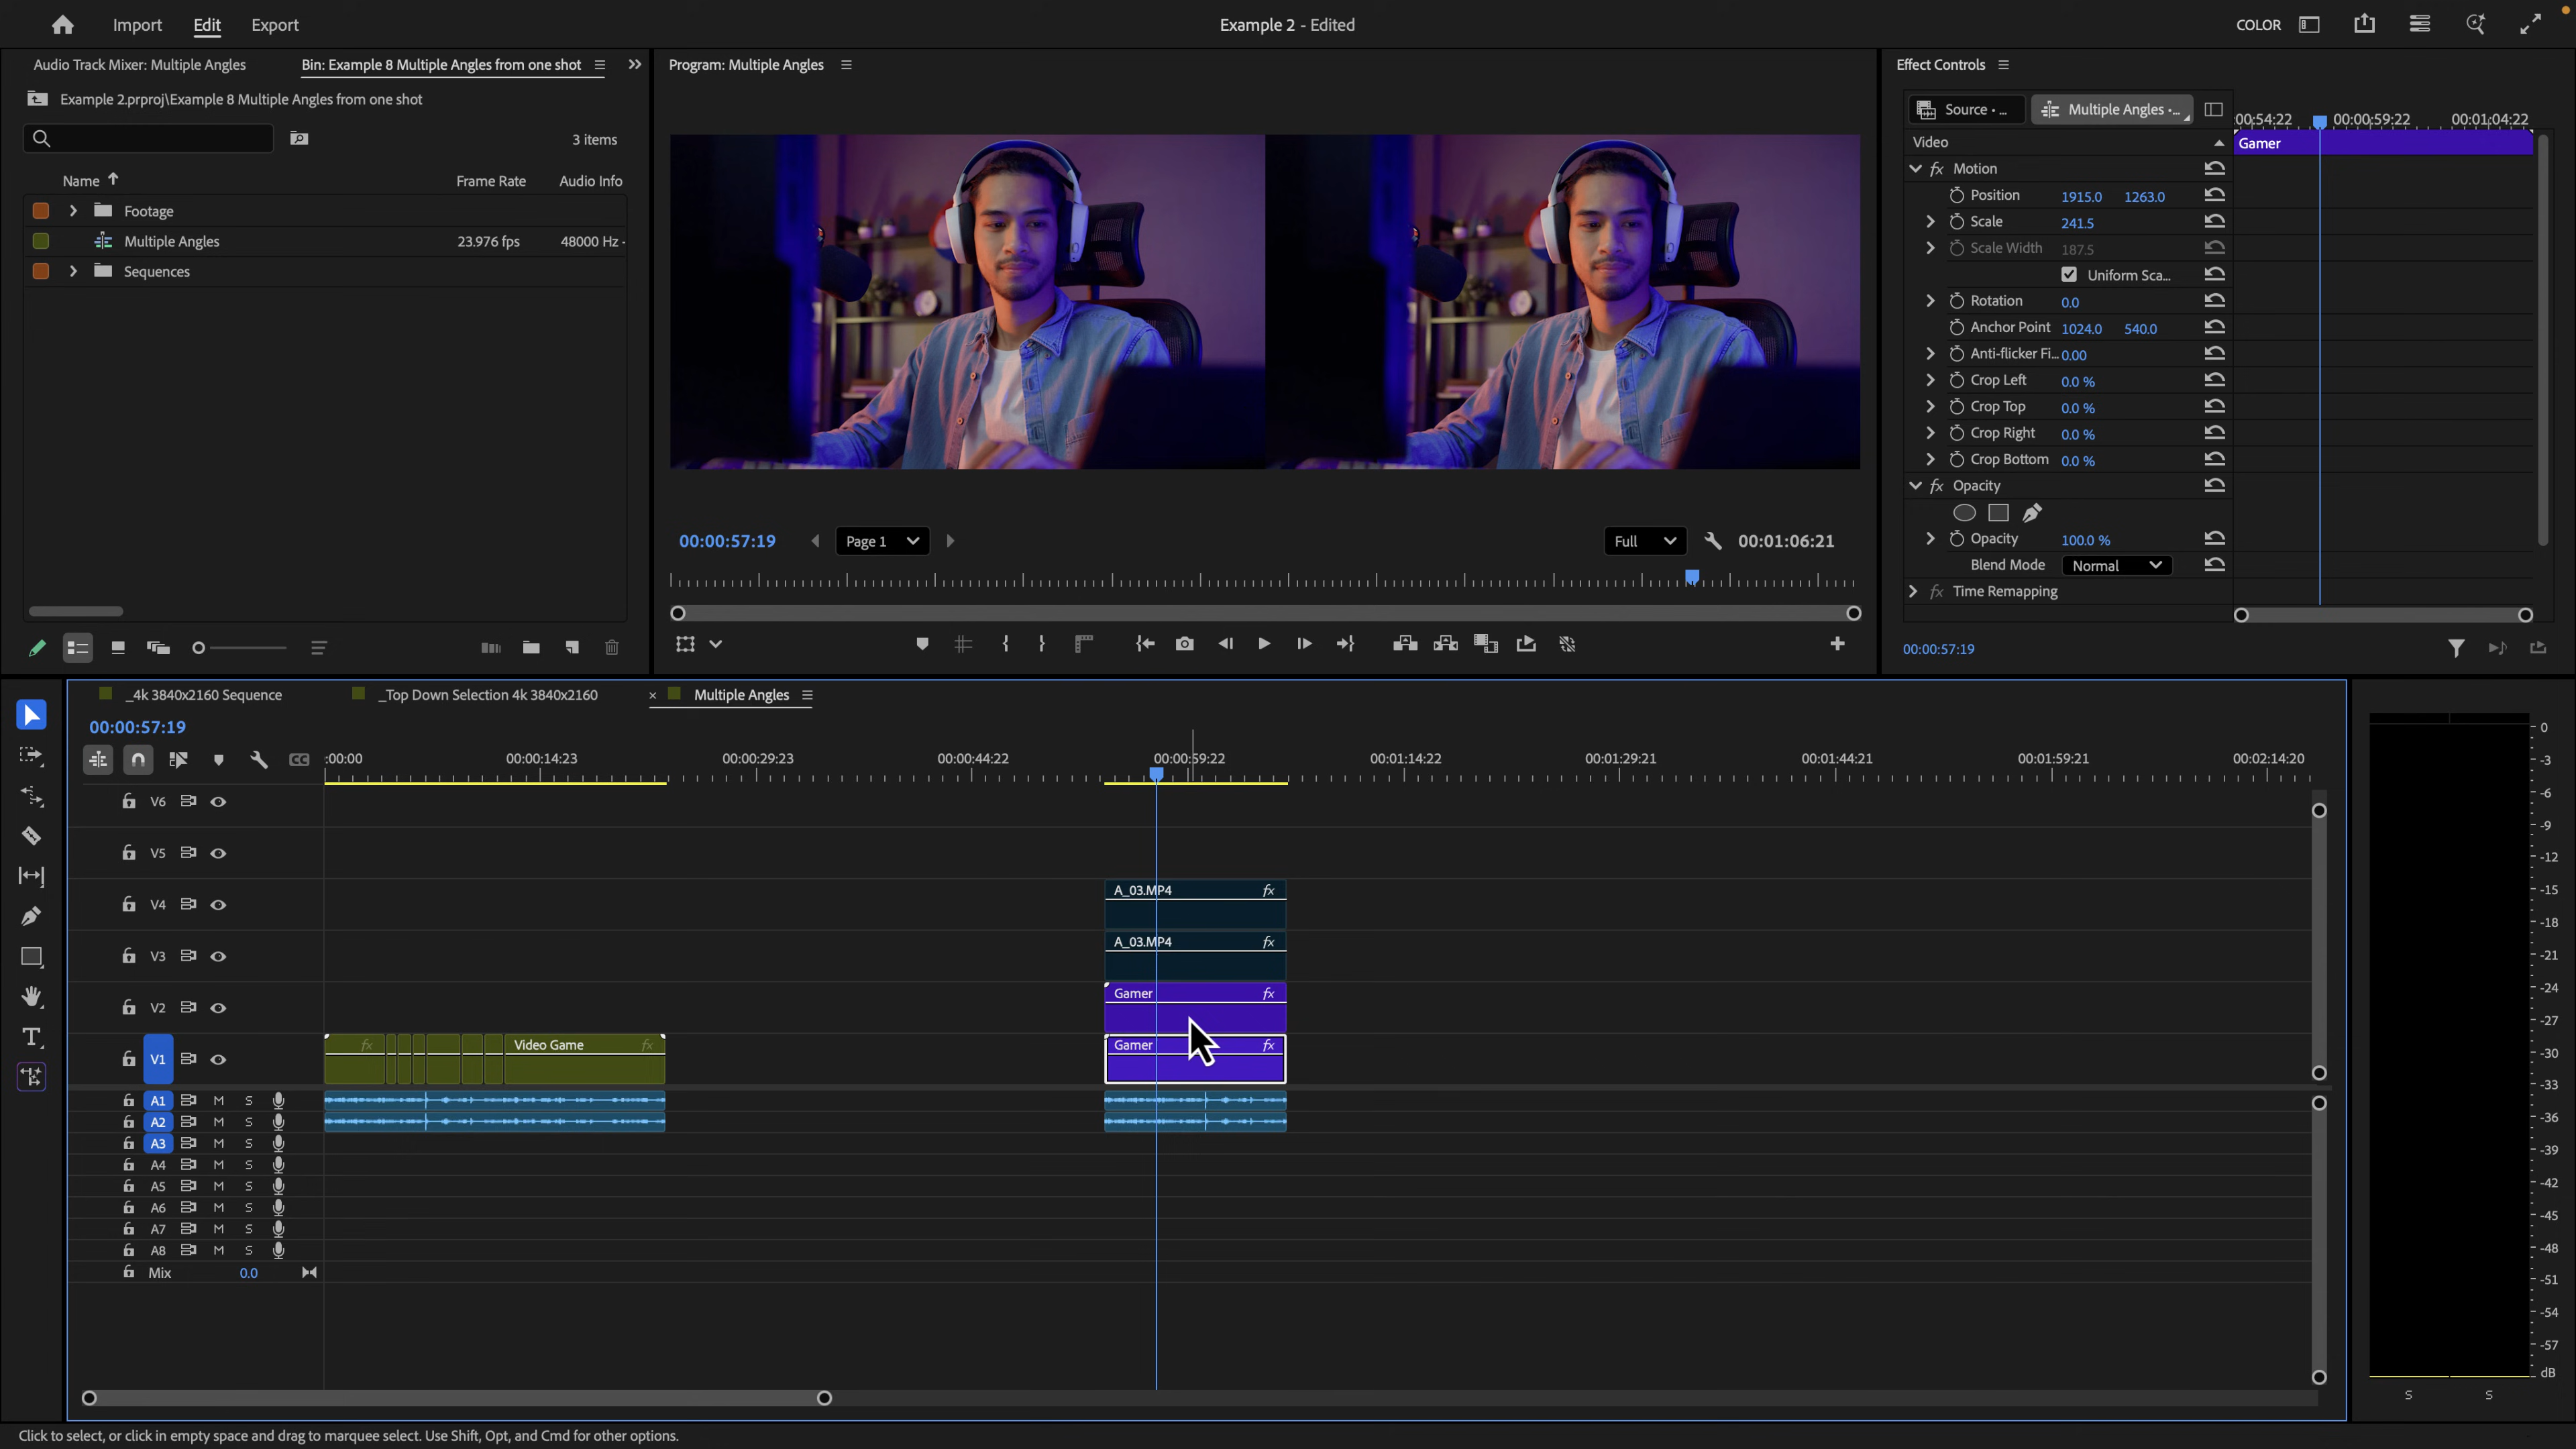 Import Edit Export Example 2 - Edited COLOR
Audio Track Mixer: Multiple Angles Bin: Example 8 Multiple Angles from one shot
Example 2.prproj\Example 8 Multiple Angles from one shot
3 items
Name Frame Rate Audio Info
Footage
Multiple Angles 23.976 fps 48000 Hz -
Sequences
Program: Multiple Angles
00:00:57:19 Page 1 Full 00:01:06:21
Effect Controls
Source • ... Multiple Angles •...
:00:54:22 00:00:59:22 00:01:04:22
Video Gamer
fx Motion
Position 1915.0 1263.0
Scale 241.5
Scale Width 187.5
Uniform Sca...
Rotation 0.0
Anchor Point 1024.0 540.0
Anti-flicker Fi... 0.00
Crop Left 0.0 %
Crop Top 0.0 %
Crop Right 0.0 %
Crop Bottom 0.0 %
fx Opacity
Opacity 100.0 %
Blend Mode Normal
fx Time Remapping
00:00:57:19
_4k 3840x2160 Sequence _Top Down Selection 4k 3840x2160 × Multiple Angles
00:00:57:19
CC :00:00 00:00:14:23 00:00:29:23 00:00:44:22 00:00:59:22 00:01:14:22 00:01:29:21 00:01:44:21 00:01:59:21 00:02:14:20
V6
V5
V4 A_03.MP4 fx
V3 A_03.MP4 fx
V2 Gamer fx
V1 fx Video Game fx Gamer fx
A1 M S
A2 M S
A3 M S
A4 M S
A5 M S
A6 M S
A7 M S
A8 M S
Mix 0.0
0
-3
-6
-9
-12
-15
-18
-21
-24
-27
-30
-33
-36
-39
-42
-45
-48
-51
-54
-57
dB
S S
Click to select, or click in empty space and drag to marquee select. Use Shift, Opt, and Cmd for other options.